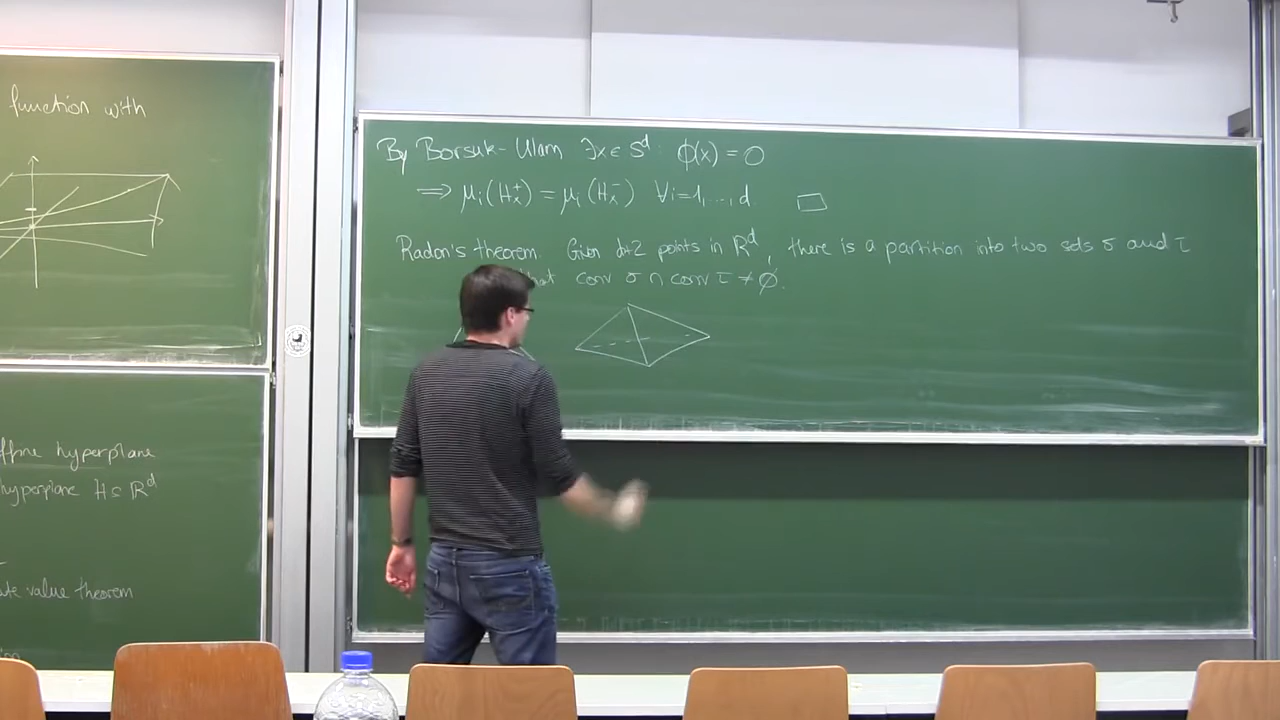 function with
ffine hyperplane
hyperplane H ⊆ ℝ^d
ate value theorem
By Borsuk-Ulam ∃x ∈ S^d: φ(x) = 0
⟹ μ_i(H_x^+) = μ_i(H_x^-) ∀i=1,...,d. □
Radon's theorem. Given d+2 points in ℝ^d, there is a partition into two sets σ and τ
that conv σ ∩ conv τ ≠ ∅.